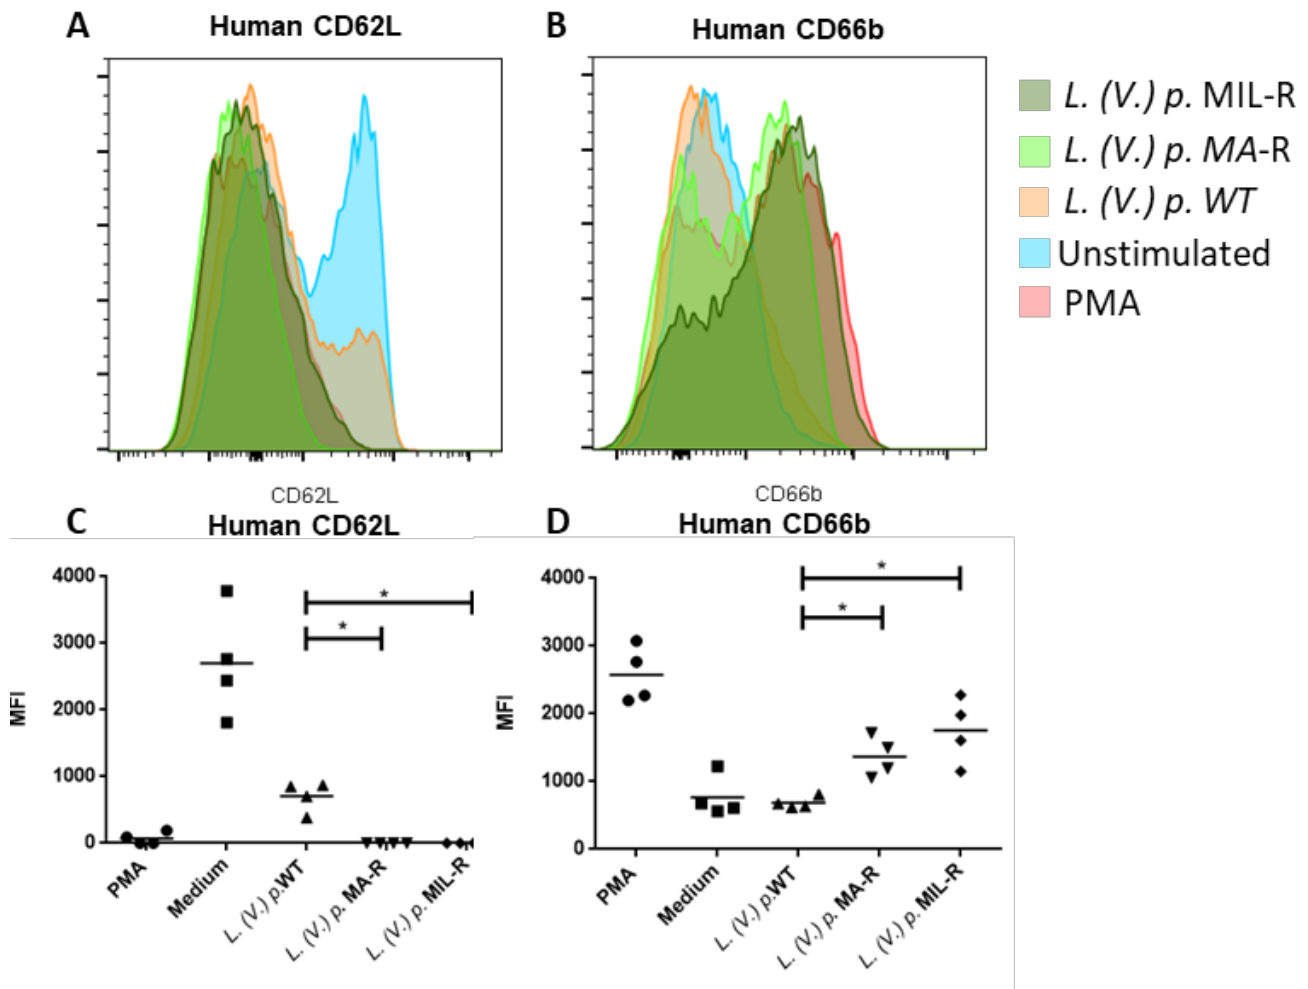 A
Human CD62L
B
Human CD66b
L. (V.) p. MIL-R
L. (V.) p. MA-R
L. (V.) p. WT
Unstimulated
PMA
CD62L
CD66b
C
Human CD62L
D
Human CD66b
4000
3000
2000
1000
0
MFI
*
*
PMA
Medium
L. (V.) p.WT
L. (V.) p. MA-R
L. (V.) p. MIL-R
4000
3000
2000
1000
0
MFI
*
*
PMA
Medium
L. (V.) p.WT
L. (V.) p. MA-R
L. (V.) p. MIL-R